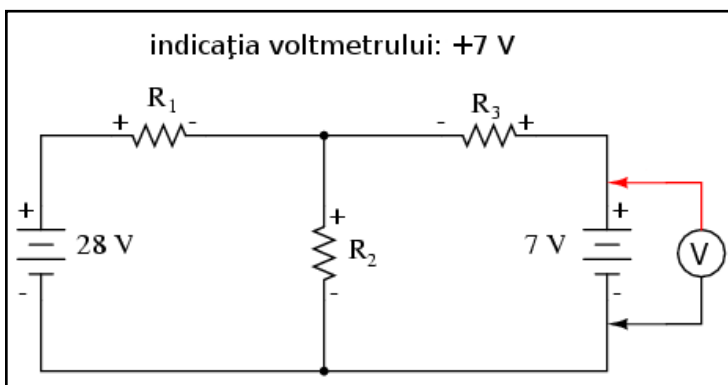 indicaţia voltmetrului: +7 V
R1
+ -
R3
- +
+
28 V
-
+
R2
-
+
7 V
-
V